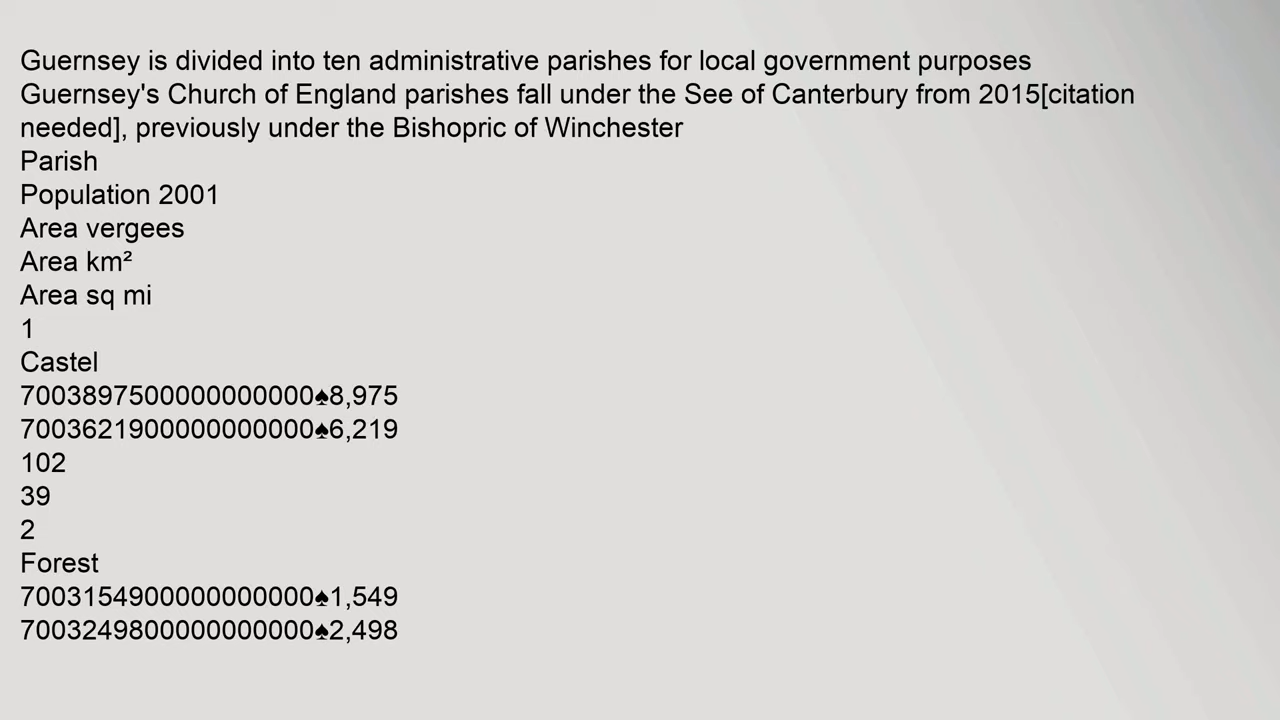 Guernsey is divided into ten administrative parishes for local government purposes
Guernsey's Church of England parishes fall under the See of Canterbury from 2015[citation
needed], previously under the Bishopric of Winchester
Parish
Population 2001
Area vergees
Area km²
Area sq mi
1
Castel
7003897500000000000♠8,975
7003621900000000000♠6,219
102
39
2
Forest
7003154900000000000♠1,549
7003249800000000000♠2,498